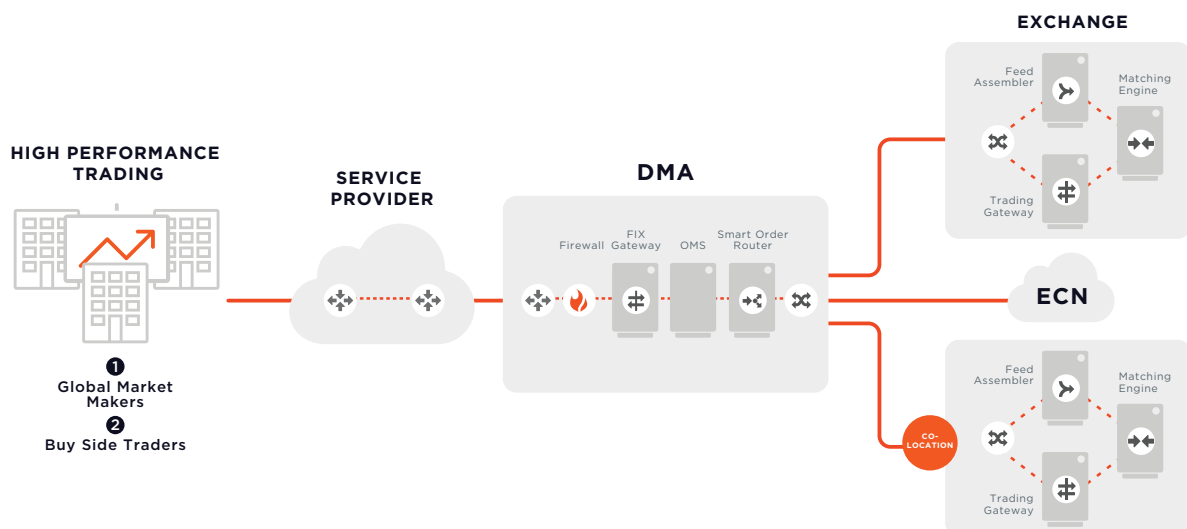 HIGH PERFORMANCE
TRADING
1
Global Market
Makers
2
Buy Side Traders
SERVICE
PROVIDER
DMA
Firewall
FIX
Gateway
OMS
Smart Order
Router
EXCHANGE
Feed
Assembler
Matching
Engine
Trading
Gateway
ECN
CO-
LOCATION
Feed
Assembler
Matching
Engine
Trading
Gateway